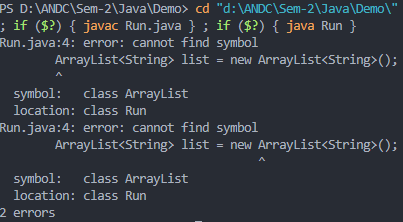 PS D:\ANDC\Sem-2\Java\Demo> cd "d:\ANDC\Sem-2\Java\Demo\"
; if ($?) { javac Run.java } ; if ($?) { java Run }
Run.java:4: error: cannot find symbol
        ArrayList<String> list = new ArrayList<String>();
        ^
  symbol:   class ArrayList
  location: class Run
Run.java:4: error: cannot find symbol
        ArrayList<String> list = new ArrayList<String>();
                                     ^
  symbol:   class ArrayList
  location: class Run
2 errors